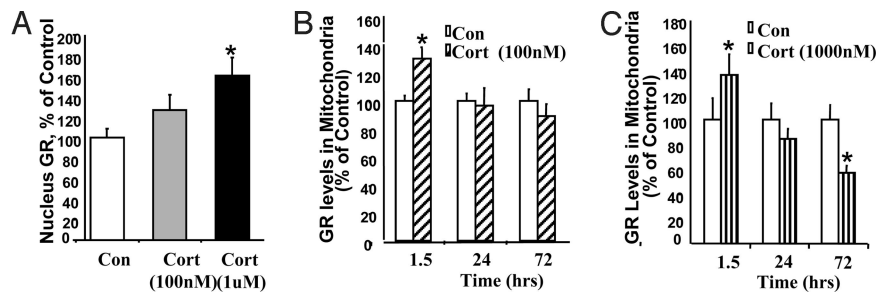 A
Nucleus GR, % of Control
200
180
160
140
120
100
80
60
40
20
0
*
Con
Cort
(100nM)
Cort
(1uM)
B
GR levels in Mitochondria
(% of Control)
160
140
120
100
80
60
40
20
0
Con
Cort (100nM)
*
1.5
24
72
Time (hrs)
C
GR Levels in Mitochondria
(% of Control)
180
160
140
120
100
80
60
40
20
0
Con
Cort (1000nM)
*
*
1.5
24
72
Time (hrs)